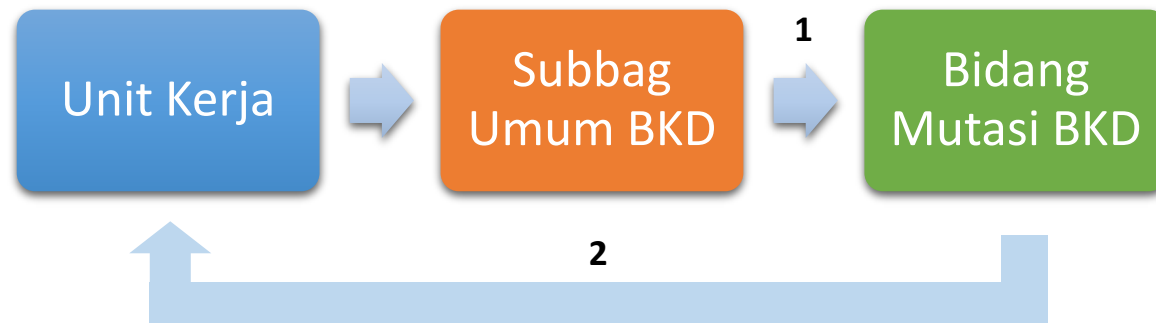 Unit Kerja
Subbag
Umum BKD
1
Bidang
Mutasi BKD
2